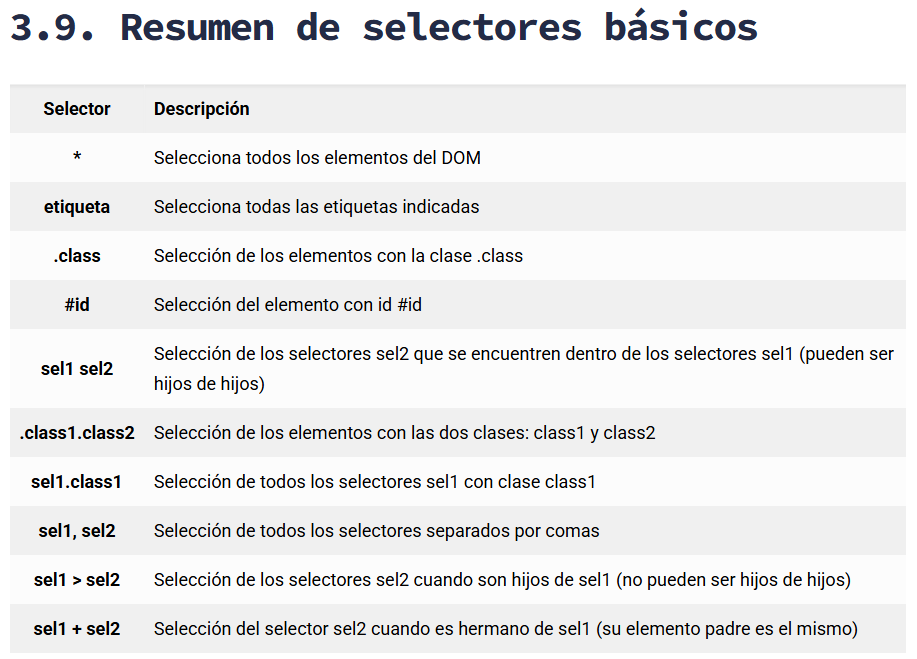 3.9. Resumen de selectores básicos
Selector Descripción
* Selecciona todos los elementos del DOM
etiqueta Selecciona todas las etiquetas indicadas
.class Selección de los elementos con la clase .class
#id Selección del elemento con id #id
sel1 sel2 Selección de los selectores sel2 que se encuentren dentro de los selectores sel1 (pueden ser
hijos de hijos)
.class1.class2 Selección de los elementos con las dos clases: class1 y class2
sel1.class1 Selección de todos los selectores sel1 con clase class1
sel1, sel2 Selección de todos los selectores separados por comas
sel1 > sel2 Selección de los selectores sel2 cuando son hijos de sel1 (no pueden ser hijos de hijos)
sel1 + sel2 Selección del selector sel2 cuando es hermano de sel1 (su elemento padre es el mismo)